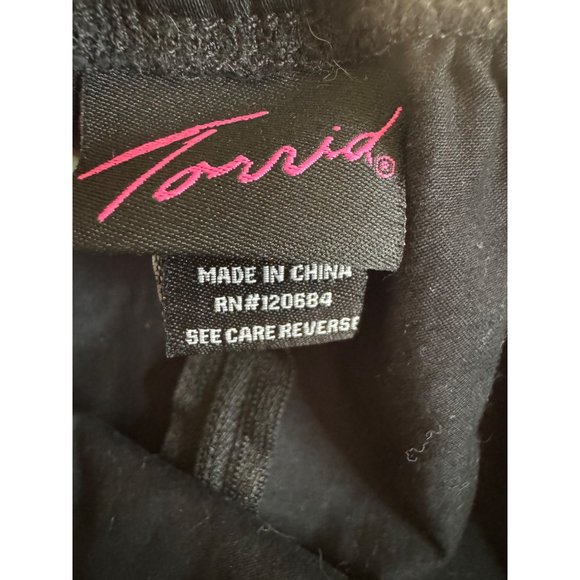 Torrid®
MADE IN CHINA
RN#120684
SEE CARE REVERSE